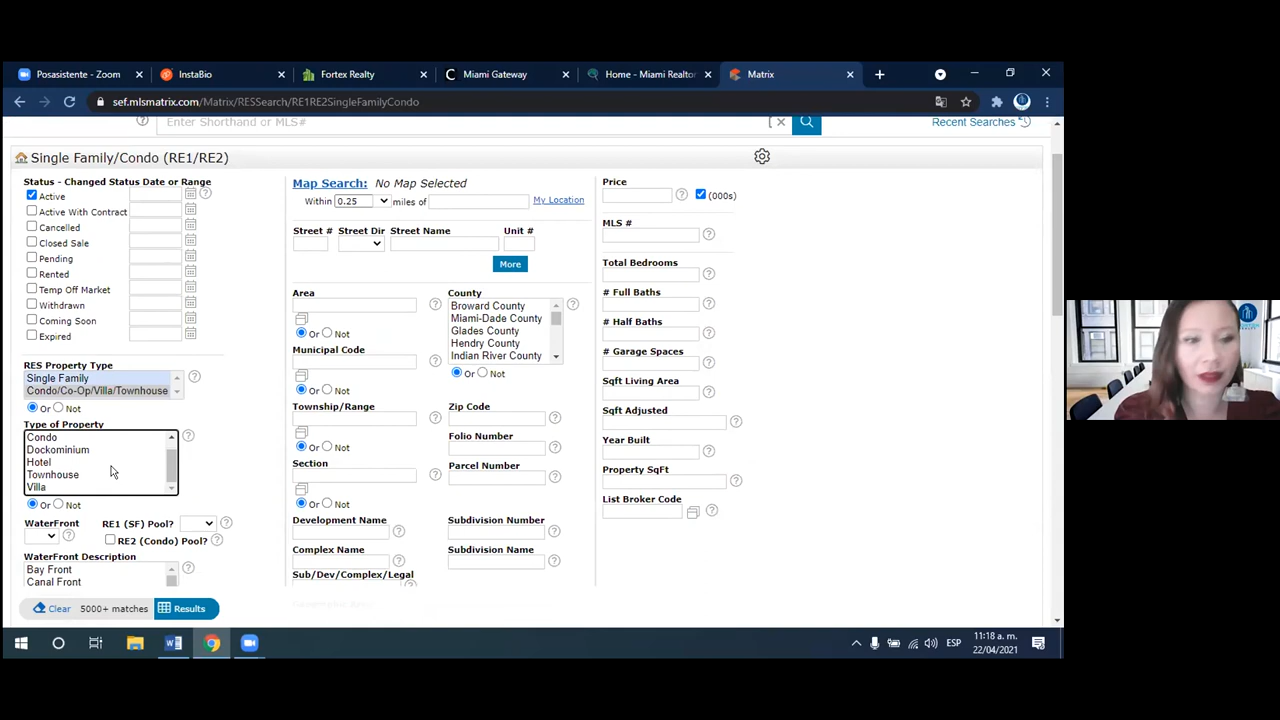 Posasistente - Zoom
InstaBio
Fortex Realty
Miami Gateway
Home - Miami Realtor
Matrix
sef.mlsmatrix.com/Matrix/RESSearch/RE1RE2SingleFamilyCondo
Enter Shorthand or MLS#
Recent Searches
Single Family/Condo (RE1/RE2)
Status - Changed Status Date or Range
Active
Active With Contract
Cancelled
Closed Sale
Pending
Rented
Temp Off Market
Withdrawn
Coming Soon
Expired
RES Property Type
Single Family
Condo/Co-Op/Villa/Townhouse
Or Not
Type of Property
Condo
Dockominium
Hotel
Townhouse
Villa
Or Not
WaterFront RE1 (SF) Pool?
RE2 (Condo) Pool?
WaterFront Description
Bay Front
Canal Front
Clear 5000+ matches Results
Map Search: No Map Selected
Within 0.25 miles of My Location
Street # Street Dir Street Name Unit #
More
Area
Or Not
Municipal Code
Or Not
Township/Range
Or Not
Section
Or Not
Development Name
Complex Name
Sub/Dev/Complex/Legal
County
Broward County
Miami-Dade County
Glades County
Hendry County
Indian River County
Or Not
Zip Code
Folio Number
Parcel Number
Subdivision Number
Subdivision Name
Price
(000s)
MLS #
Total Bedrooms
# Full Baths
# Half Baths
# Garage Spaces
Sqft Living Area
Sqft Adjusted
Year Built
Property SqFt
List Broker Code
ESP
11:18 a. m.
22/04/2021